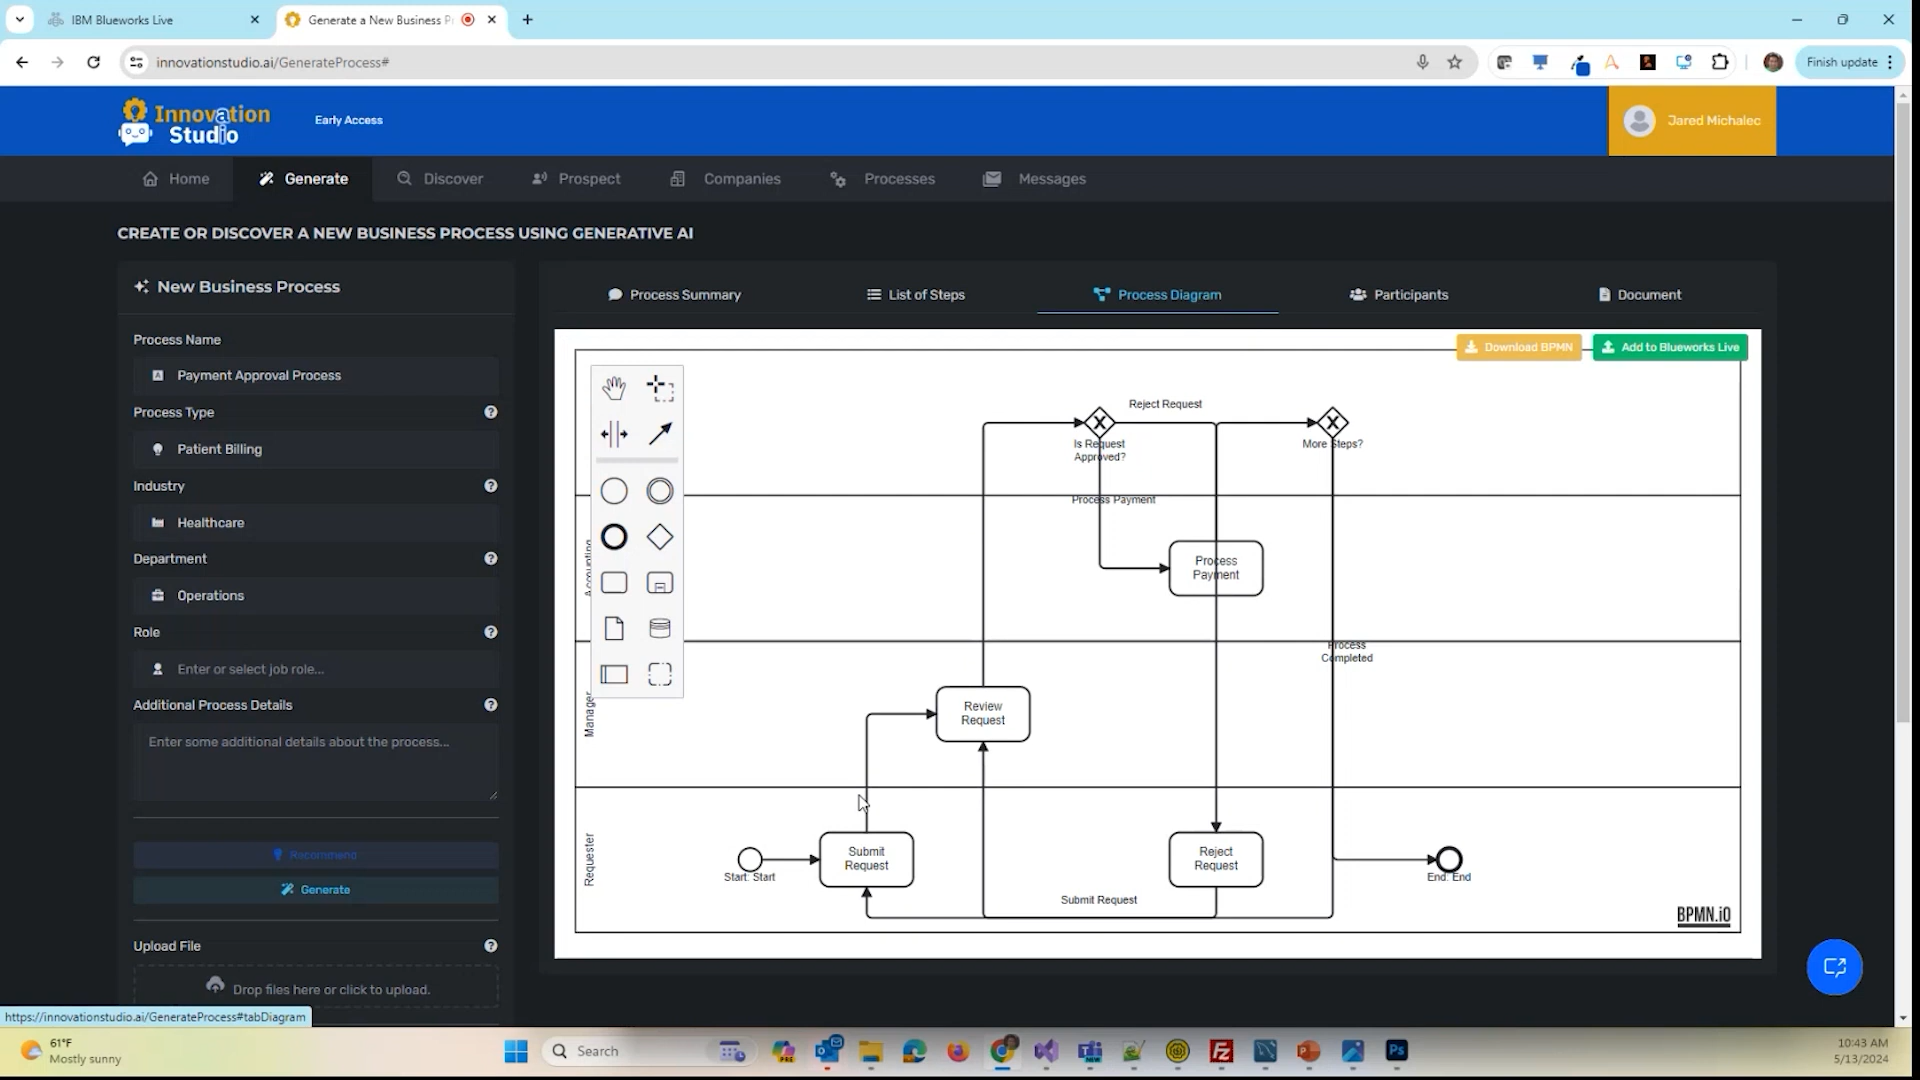 IBM Blueworks Live
Generate a New Business Pr
innovationstudio.ai/GenerateProcess#
Finish update
Innovation
Studio
Early Access
Jared Michalec
Home
Generate
Discover
Prospect
Companies
Processes
Messages
CREATE OR DISCOVER A NEW BUSINESS PROCESS USING GENERATIVE AI
New Business Process
Process Name
Payment Approval Process
Process Type
Patient Billing
Industry
Healthcare
Department
Operations
Role
Enter or select job role...
Additional Process Details
Enter some additional details about the process...
Recommend
Generate
Upload File
Drop files here or click to upload.
https://innovationstudio.ai/GenerateProcess#tabDiagram
Process Summary
List of Steps
Process Diagram
Participants
Document
Download BPMN
Add to Blueworks Live
Reject Request
Is Request
Approved?
More Steps?
Process Payment
Accounting
Process
Payment
Process
Completed
Manager
Review
Request
Requester
Start: Start
Submit
Request
Reject
Request
End: End
Submit Request
BPMN.iO
61°F
Mostly sunny
Search
PRE
NEW
Fz
P
Ps
10:43 AM
5/13/2024